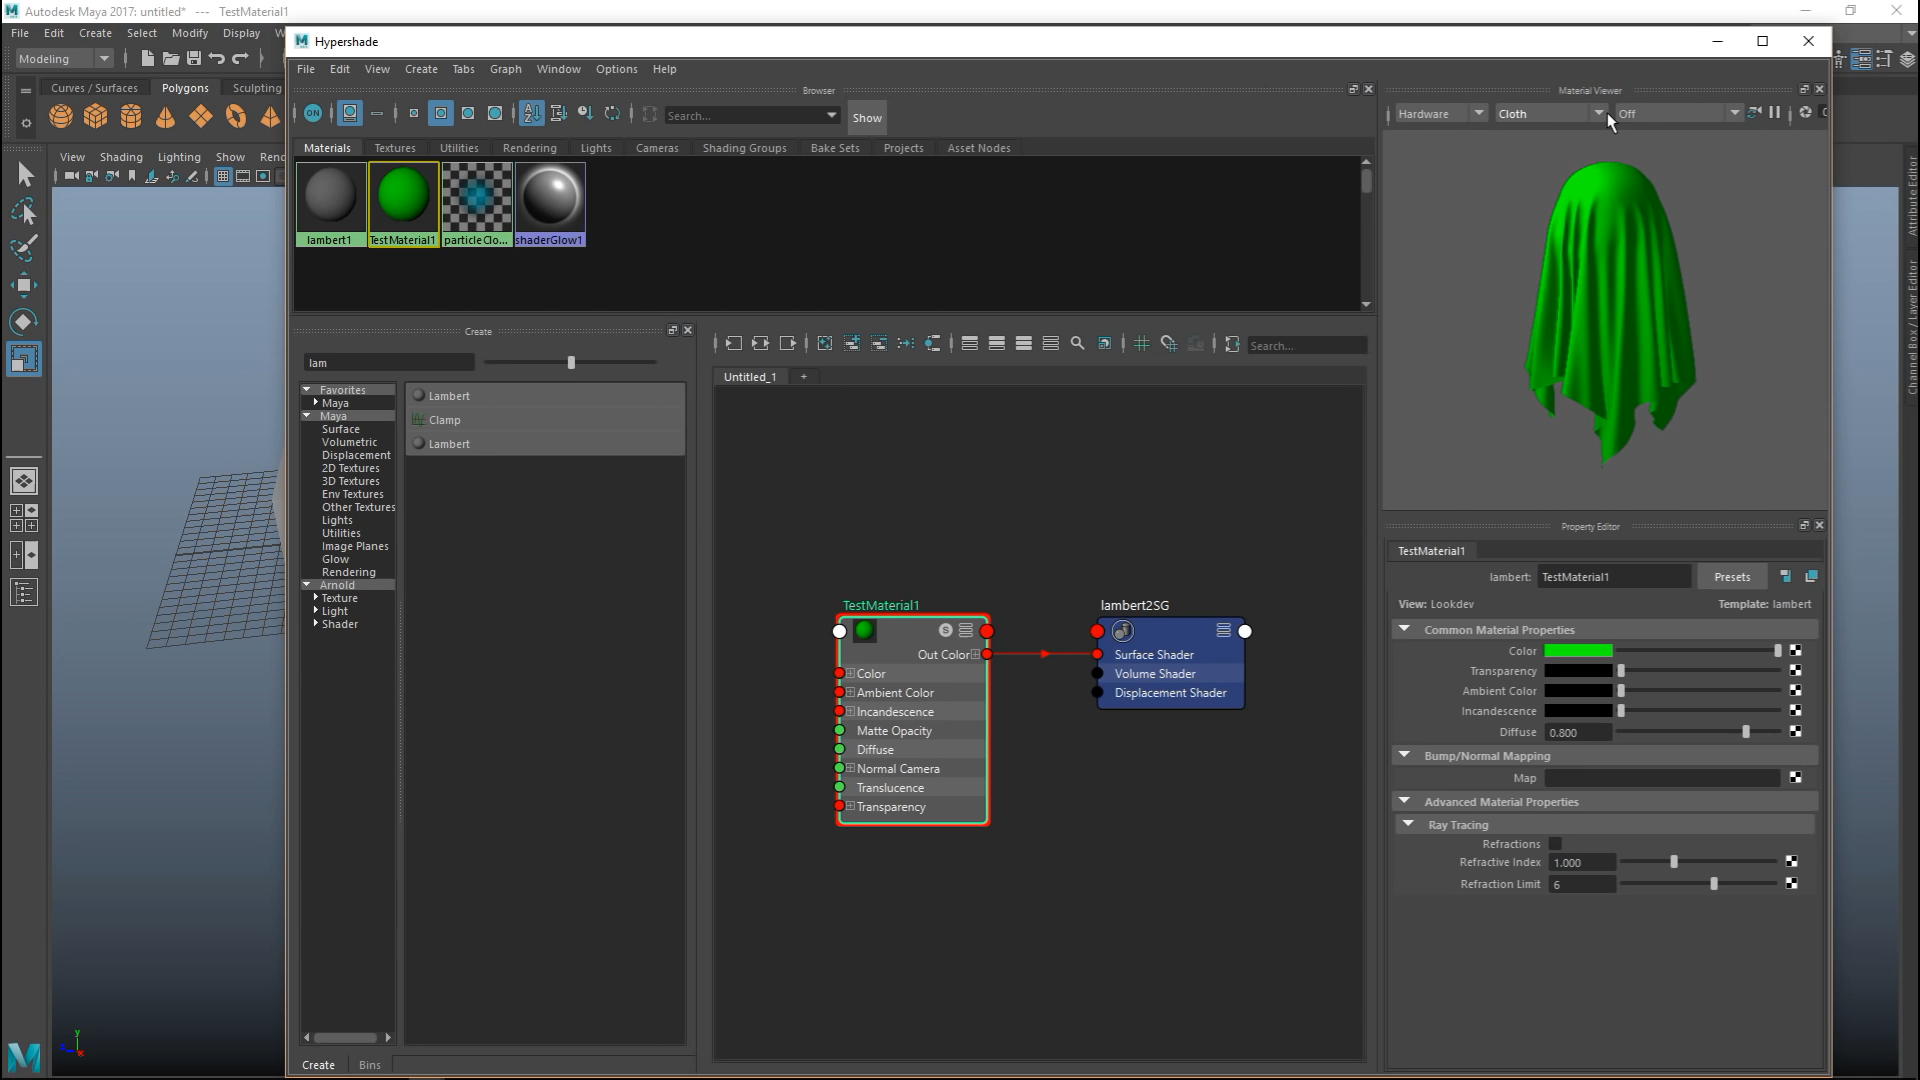 Autodesk Maya 2017: untitled* --- TestMaterial1
File Edit Create Select Modify Display
Hypershade
Modeling
File Edit View Create Tabs Graph Window Options Help
Curves / Surfaces Polygons Sculpting
Browser
Material Viewer
ON
Search...
Show
Hardware Cloth Off
Materials Textures Utilities Rendering Lights Cameras Shading Groups Bake Sets Projects Asset Nodes
View Shading Lighting Show
lambert1 TestMaterial1 particleClo... shaderGlow1
Attribute Editor
Channel Box / Layer Editor
Create
lam
Search...
Favorites
Maya
Maya
Surface
Volumetric
Displacement
2D Textures
3D Textures
Env Textures
Other Textures
Lights
Utilities
Image Planes
Glow
Rendering
Arnold
Texture
Light
Shader
Lambert
Clamp
Lambert
Untitled_1 +
TestMaterial1
S
Out Color
Color
Ambient Color
Incandescence
Matte Opacity
Diffuse
Normal Camera
Translucence
Transparency
lambert2SG
Surface Shader
Volume Shader
Displacement Shader
Property Editor
TestMaterial1
lambert: TestMaterial1 Presets
View: Lookdev Template: lambert
Common Material Properties
Color
Transparency
Ambient Color
Incandescence
Diffuse 0.800
Bump/Normal Mapping
Map
Advanced Material Properties
Ray Tracing
Refractions
Refractive Index 1.000
Refraction Limit 6
Create Bins
y